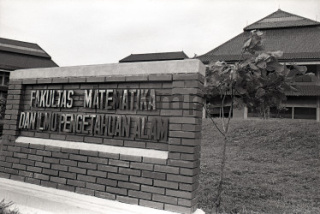 FAKULTAS MATEMATIKA
DAN ILMU PENGETAHUAN ALAM